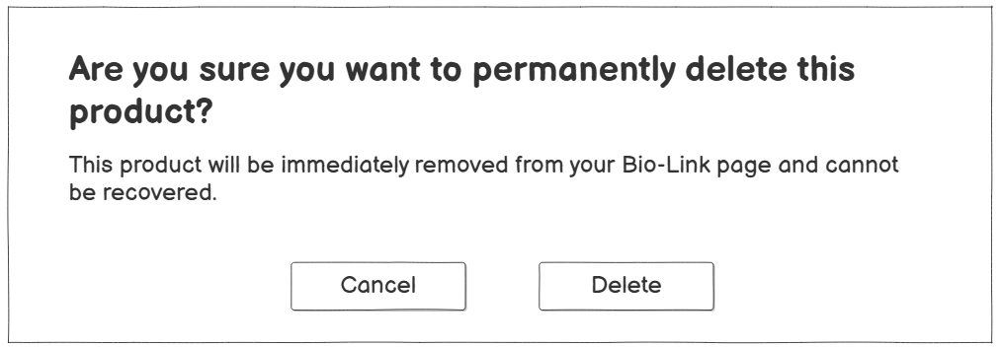 Are you sure you want to permanently delete this
product?
This product will be immediately removed from your Bio-Link page and cannot
be recovered.
Cancel
Delete